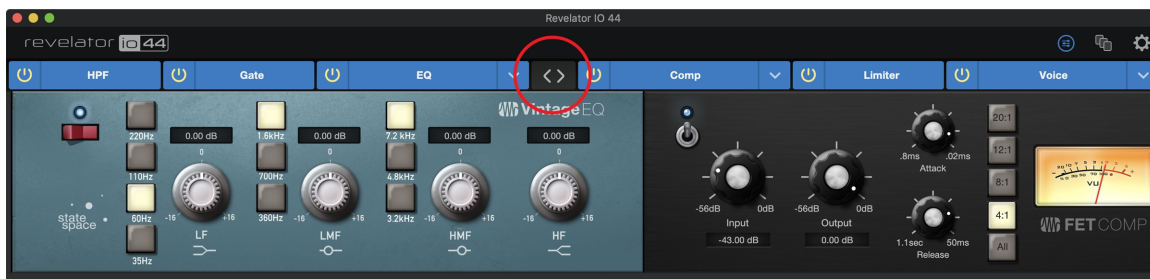 Revelator IO 44
revelator io 44
HPF Gate EQ Comp Limiter Voice
VintageEQ
220Hz 0.00 dB 1.6kHz 0.00 dB 7.2 kHz 0.00 dB 0.00 dB
0 0 0 0
110Hz 700Hz 4.8kHz
60Hz -16 +16 360Hz -16 +16 3.2kHz -16 +16 -16 +16
state
space
LF LMF HMF HF
35Hz
-56dB 0dB
Input
-43.00 dB
-56dB 0dB
Output
0.00 dB
.8ms .02ms
Attack
1.1sec 50ms
Release
20:1
12:1
8:1
4:1
All
VU
FET COMP